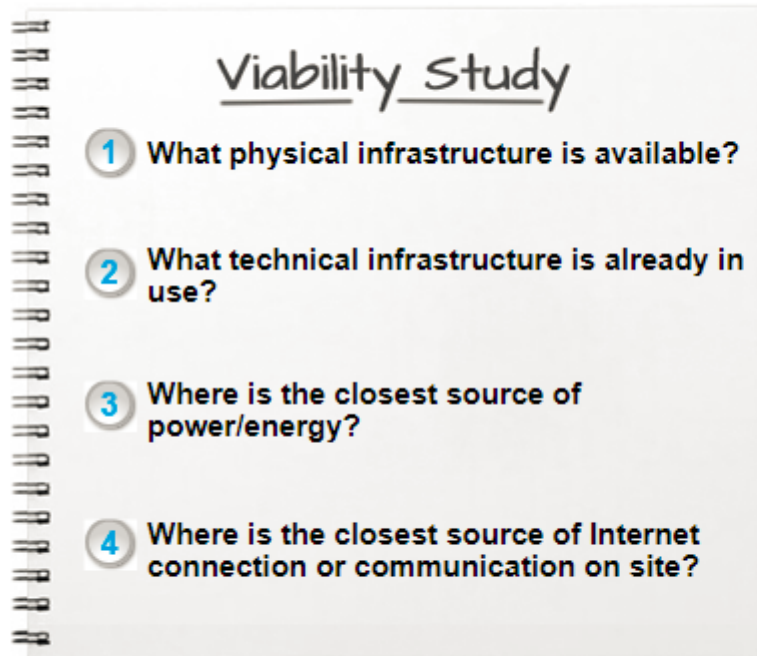 Viability Study
1 What physical infrastructure is available?
2 What technical infrastructure is already in
use?
3 Where is the closest source of
power/energy?
4 Where is the closest source of Internet
connection or communication on site?